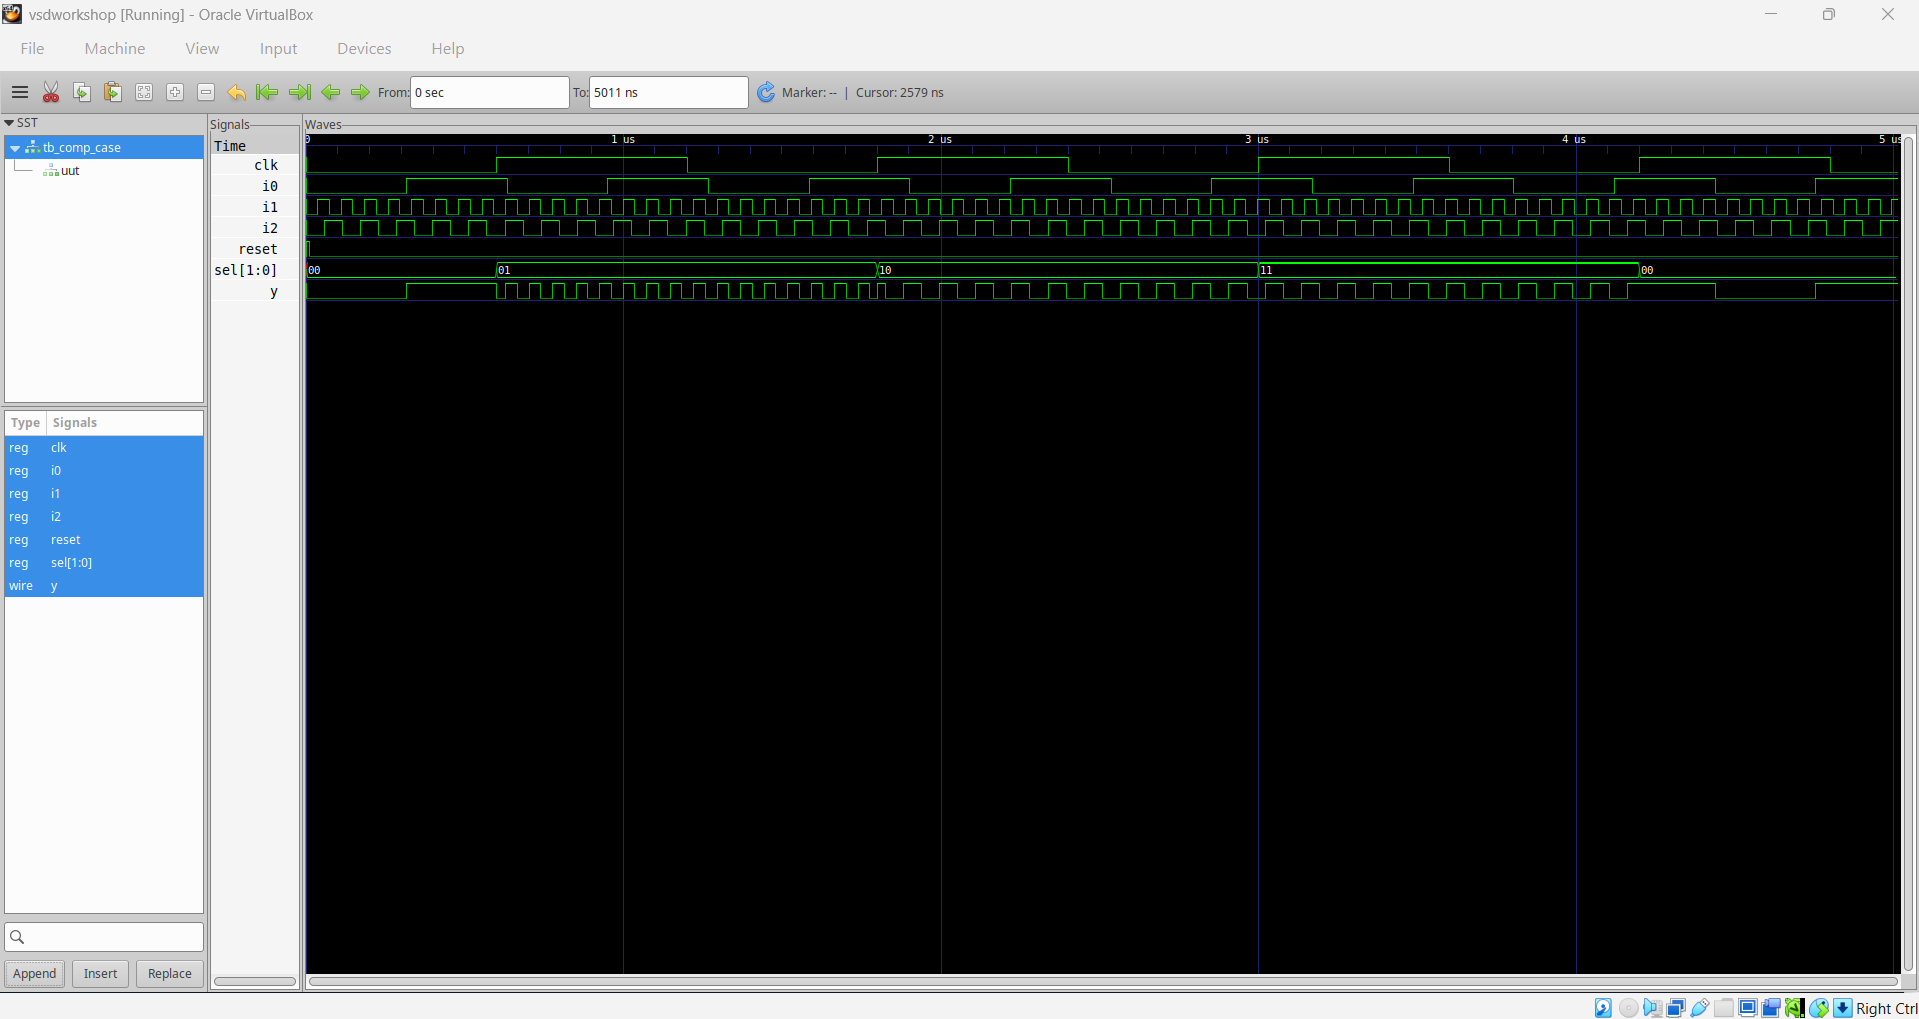 vsdworkshop [Running] - Oracle VirtualBox
File Machine View Input Devices Help
From: 0 sec To: 5011 ns Marker: -- | Cursor: 2579 ns
SST
tb_comp_case
uut
Type Signals
reg clk
reg i0
reg i1
reg i2
reg reset
reg sel[1:0]
wire y
Append Insert Replace
Signals
Time
clk
i0
i1
i2
reset
sel[1:0]
y
Waves
0 1 us 2 us 3 us 4 us 5 us
00 01 10 11 00
Right Ctrl